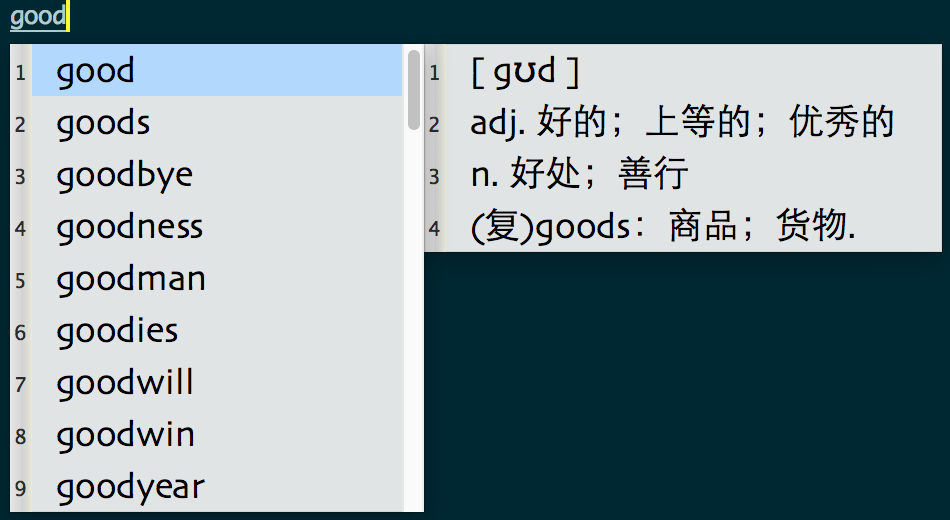 good
1 good
2 goods
3 goodbye
4 goodness
5 goodman
6 goodies
7 goodwill
8 goodwin
9 goodyear
1 [ gʊd ]
2 adj. 好的；上等的；优秀的
3 n. 好处；善行
4 (复)goods：商品；货物.